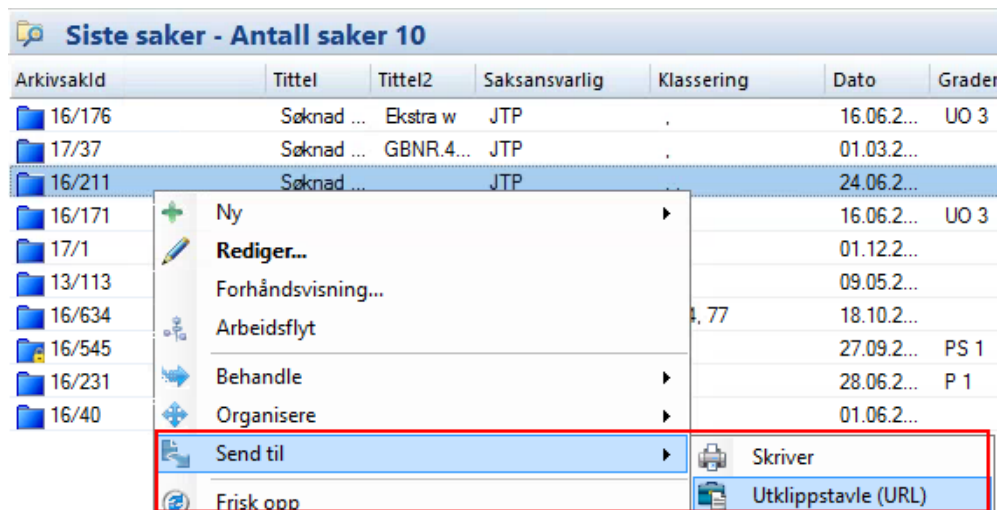 Siste saker - Antall saker 10
Arkivsakld Tittel Tittel2 Saksansvarlig Klassering Dato Grader
16/176 Søknad ... Ekstra w JTP , 16.06.2... UO 3
17/37 Søknad ... GBNR.4... JTP , 01.03.2...
16/211 Søknad ... JTP , , 24.06.2...
16/171 Ny 16.06.2... UO 3
17/1 Rediger... 01.12.2...
13/113 Forhåndsvisning... 09.05.2...
16/634 Arbeidsflyt 4, 77 18.10.2...
16/545 27.09.2... PS 1
16/231 Behandle 28.06.2... P 1
16/40 Organisere 01.06.2...
Send til Skriver
Frisk opp Utklippstavle (URL)